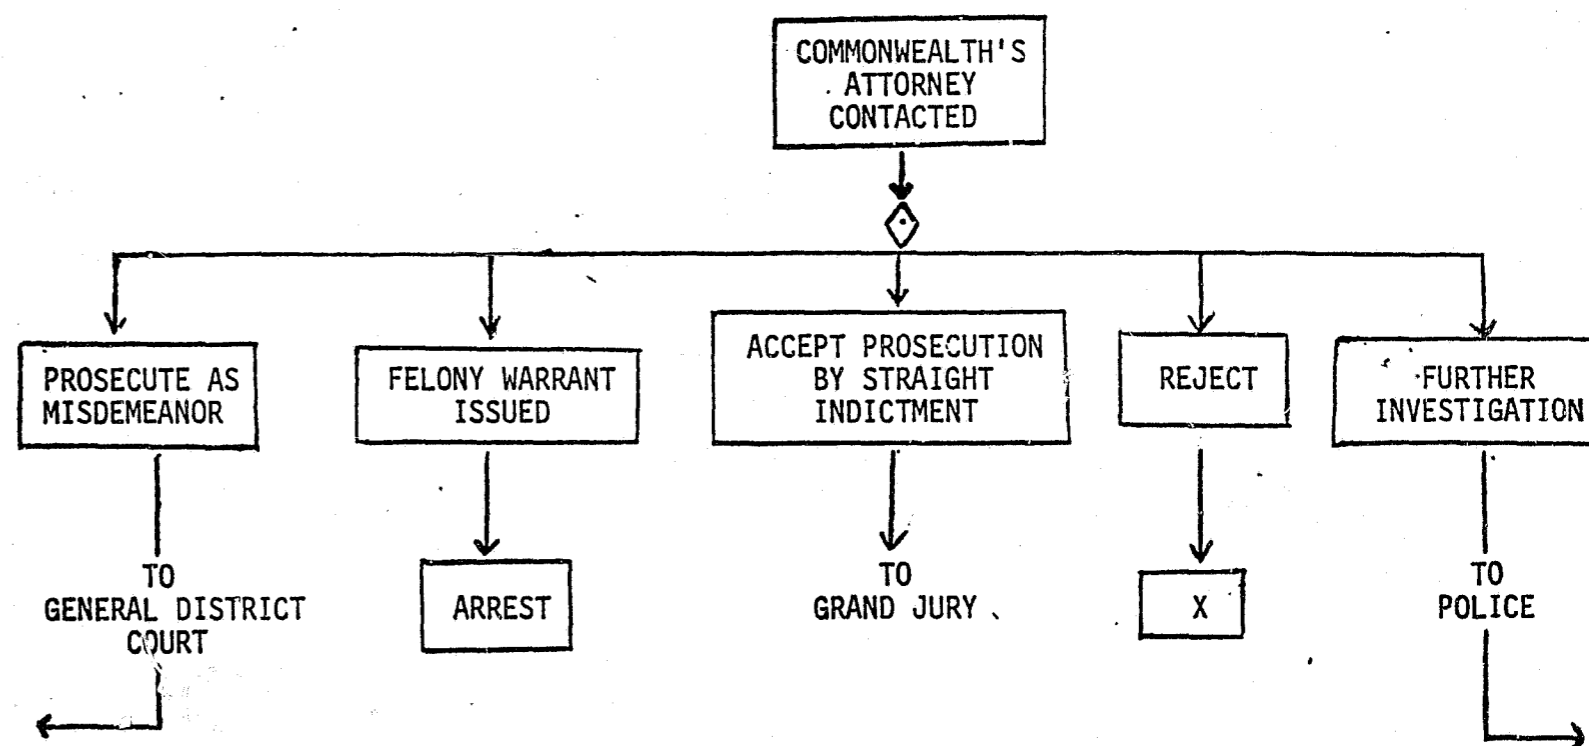 COMMONWEALTH'S
ATTORNEY
CONTACTED
PROSECUTE AS
MISDEMEANOR
FELONY WARRANT
ISSUED
ACCEPT PROSECUTION
BY STRAIGHT
INDICTMENT
REJECT
FURTHER
INVESTIGATION
TO
GENERAL DISTRICT
COURT
ARREST
TO
GRAND JURY
X
TO
POLICE